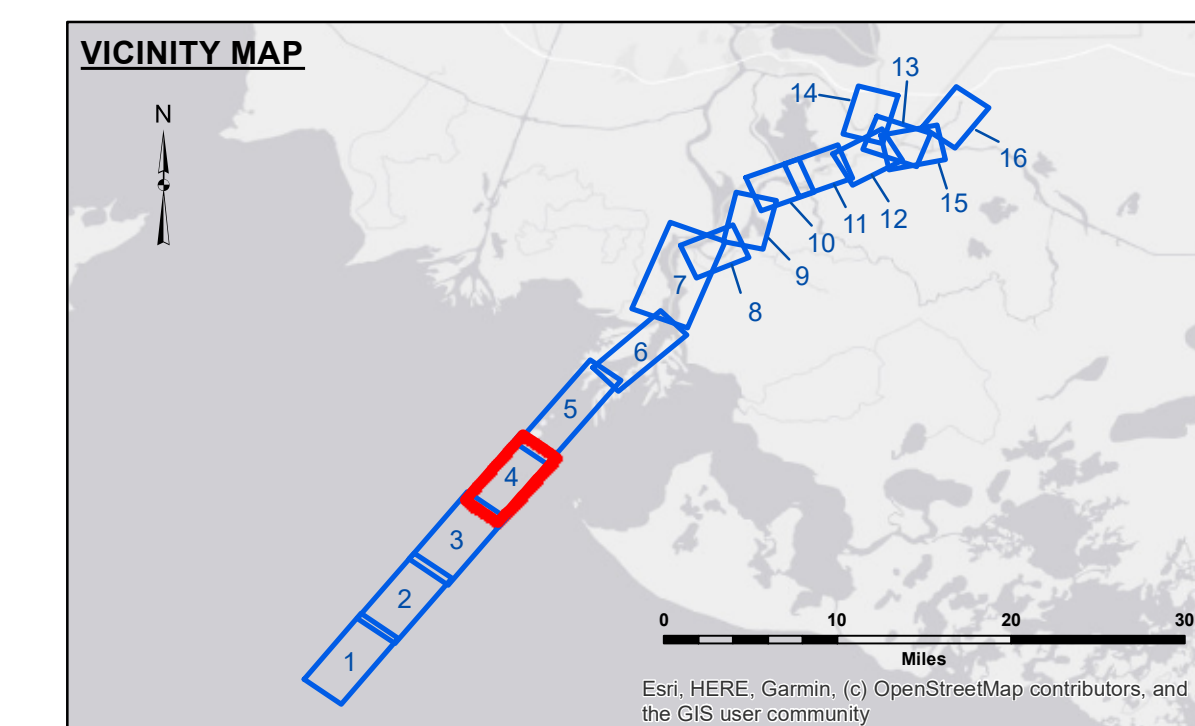 VICINITY MAP
N
13
14
16
15
12
11
10
9
8
7
6
5
4
3
2
1
0 10 20 30
Miles
Esri, HERE, Garmin, (c) OpenStreetMap contributors, and
the GIS user community